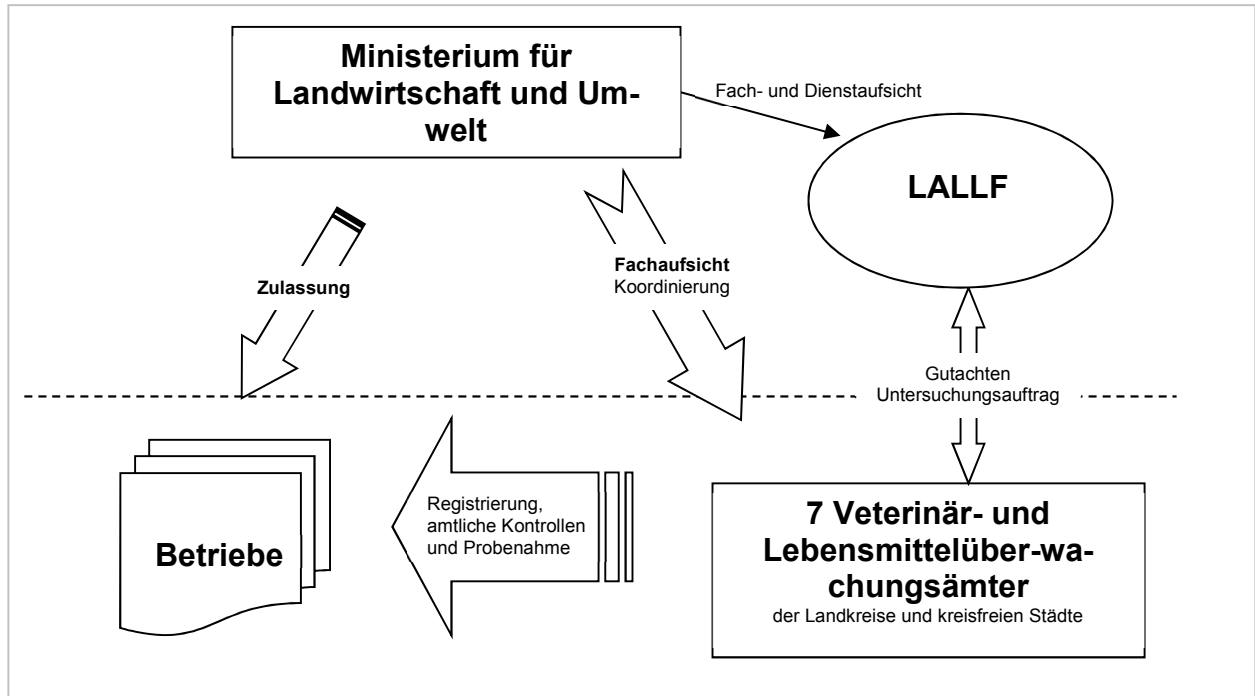 Ministerium für
Landwirtschaft und Um-
welt
Fach- und Dienstaufsicht
LALLF
Zulassung
Fachaufsicht
Koordinierung
Gutachten
Untersuchungsauftrag
Betriebe
Registrierung,
amtliche Kontrollen
und Probenahme
7 Veterinär- und
Lebensmittelüber-wa-
chungsämter
der Landkreise und kreisfreien Städte